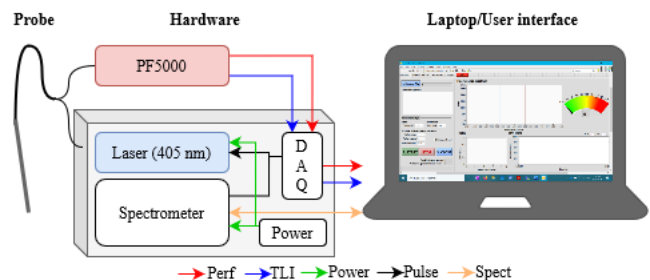 Probe
Hardware
Laptop/User interface
PF5000
Laser (405 nm)
D
A
Q
Spectrometer
Power
Perf
TLI
Power
Pulse
Spect